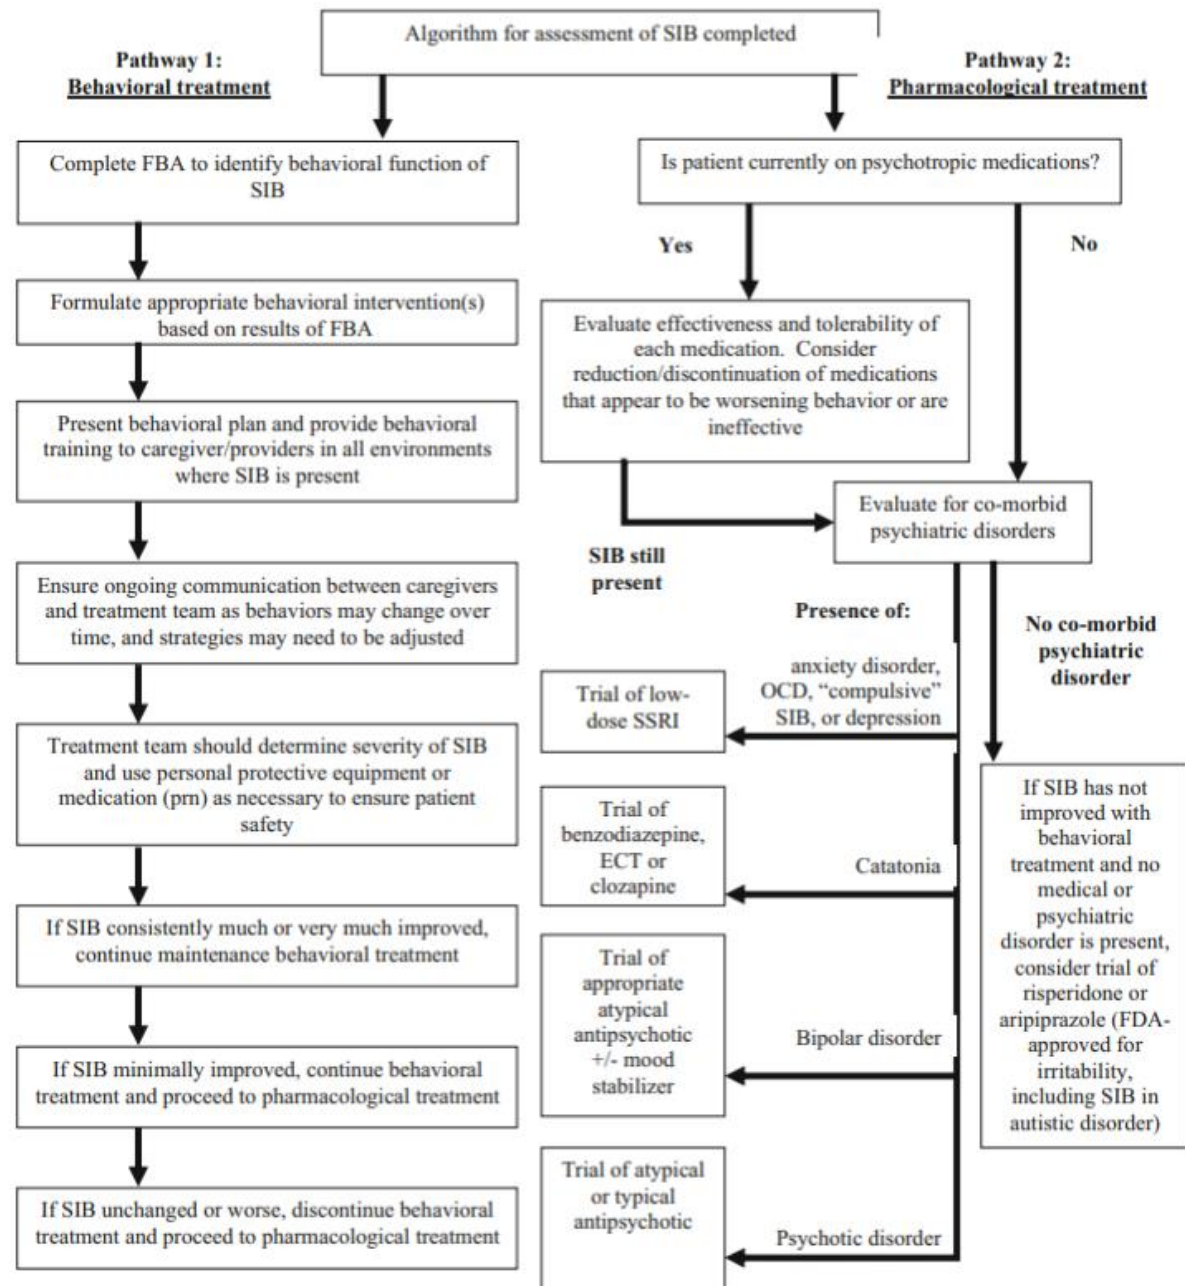 Algorithm for assessment of SIB completed
Pathway 1:
Behavioral treatment
Pathway 2:
Pharmacological treatment
Complete FBA to identify behavioral function of
SIB
Formulate appropriate behavioral intervention(s)
based on results of FBA
Present behavioral plan and provide behavioral
training to caregiver/providers in all environments
where SIB is present
Ensure ongoing communication between caregivers
and treatment team as behaviors may change over
time, and strategies may need to be adjusted
Treatment team should determine severity of SIB
and use personal protective equipment or
medication (prn) as necessary to ensure patient
safety
If SIB consistently much or very much improved,
continue maintenance behavioral treatment
If SIB minimally improved, continue behavioral
treatment and proceed to pharmacological treatment
If SIB unchanged or worse, discontinue behavioral
treatment and proceed to pharmacological treatment
Is patient currently on psychotropic medications?
Yes
No
Evaluate effectiveness and tolerability of
each medication. Consider
reduction/discontinuation of medications
that appear to be worsening behavior or are
ineffective
SIB still
present
Evaluate for co-morbid
psychiatric disorders
Presence of:
No co-morbid
psychiatric
disorder
anxiety disorder,
OCD, “compulsive”
SIB, or depression
Trial of low-
dose SSRI
Catatonia
Trial of
benzodiazepine,
ECT or
clozapine
Bipolar disorder
Trial of
appropriate
atypical
antipsychotic
+/- mood
stabilizer
Psychotic disorder
Trial of atypical
or typical
antipsychotic
If SIB has not
improved with
behavioral
treatment and no
medical or
psychiatric
disorder is present,
consider trial of
risperidone or
aripiprazole (FDA-
approved for
irritability,
including SIB in
autistic disorder)